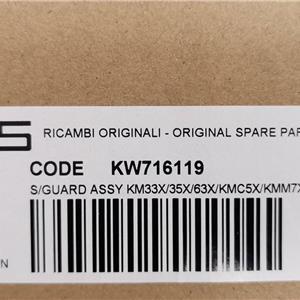 RICAMBI ORIGINALI - ORIGINAL SPARE PAR
CODE KW716119
S/GUARD ASSY KM33X/35X/63X/KMC5X/KMM7X